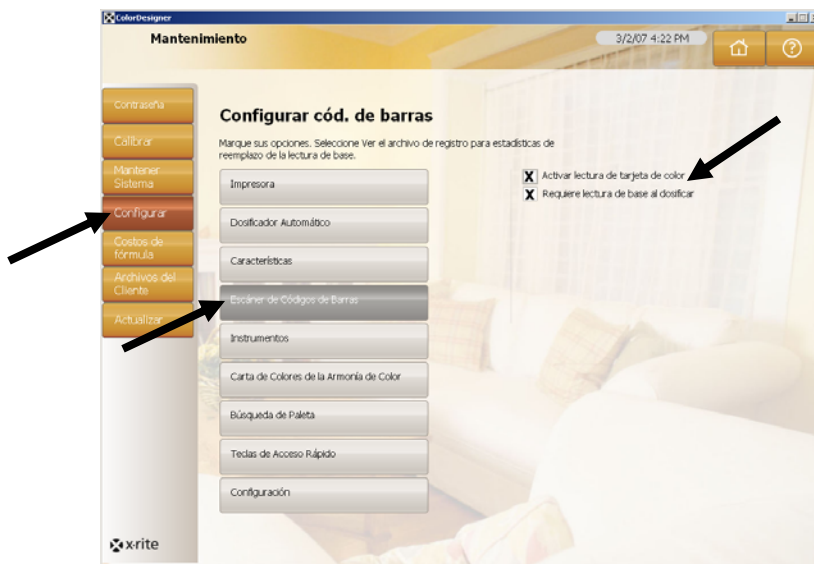 ColorDesigner
Mantenimiento
3/2/07 4:22 PM
Contraseña
Calibrar
Mantener
Sistema
Configurar
Costos de
fórmula
Archivos del
Cliente
Actualizar
Configurar cód. de barras
Marque sus opciones. Seleccione Ver el archivo de registro para estadísticas de
reemplazo de la lectura de base.
Impresora
Dosificador Automático
Características
Escáner de Códigos de Barras
Instrumentos
Carta de Colores de la Armonía de Color
Búsqueda de Paleta
Teclas de Acceso Rápido
Configuración
X Activar lectura de tarjeta de color
X Requiere lectura de base al dosificar
x·rite